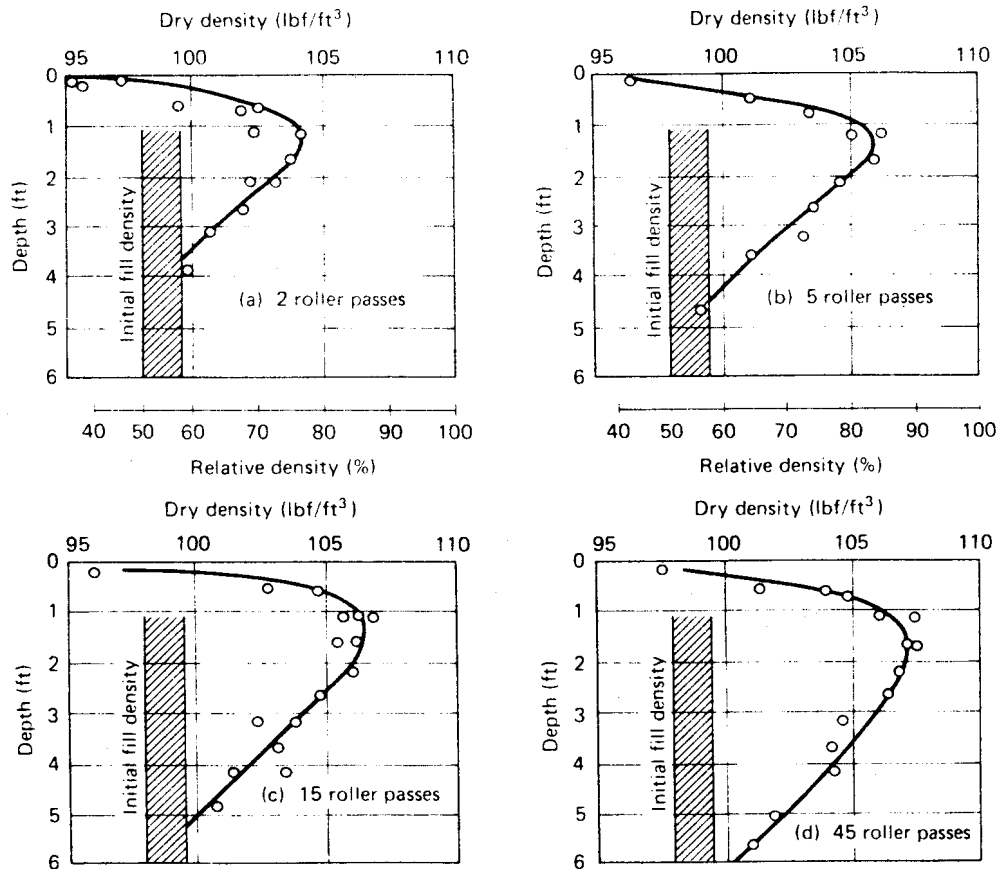 Dry density (lbf/ft³)
95 100 105 110
0
1
2
3
4
5
6
Depth (ft)
Initial fill density
(a) 2 roller passes
Dry density (lbf/ft³)
95 100 105 110
0
1
2
3
4
5
6
Depth (ft)
Initial fill density
(b) 5 roller passes
40 50 60 70 80 90 100
Relative density (%)
40 50 60 70 80 90 100
Relative density (%)
Dry density (lbf/ft³)
95 100 105 110
0
1
2
3
4
5
6
Depth (ft)
Initial fill density
(c) 15 roller passes
Dry density (lbf/ft³)
95 100 105 110
0
1
2
3
4
5
6
Depth (ft)
Initial fill density
(d) 45 roller passes